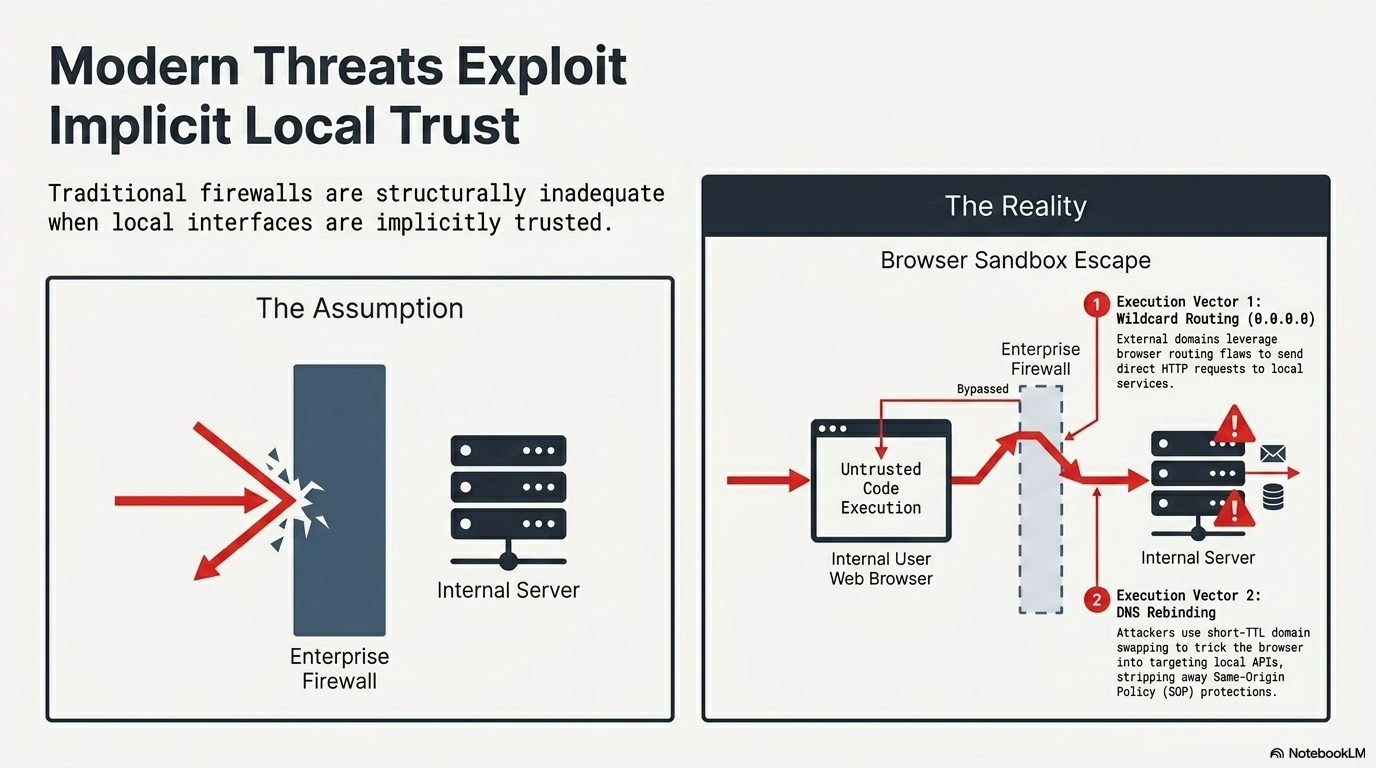 Modern Threats Exploit
Implicit Local Trust
Traditional firewalls are structurally inadequate
when local interfaces are implicitly trusted.
The Assumption
Enterprise
Firewall
Internal Server
The Reality
Browser Sandbox Escape
Enterprise
Firewall
Bypassed
Untrusted
Code
Execution
Internal User
Web Browser
1
Execution Vector 1:
Wildcard Routing (0.0.0.0)
External domains leverage
browser routing flaws to send
direct HTTP requests to local
services.
Internal Server
2
Execution Vector 2:
DNS Rebinding
Attackers use short-TTL domain
swapping to trick the browser
into targeting local APIs,
stripping away Same-Origin
Policy (SOP) protections.
NotebookLM